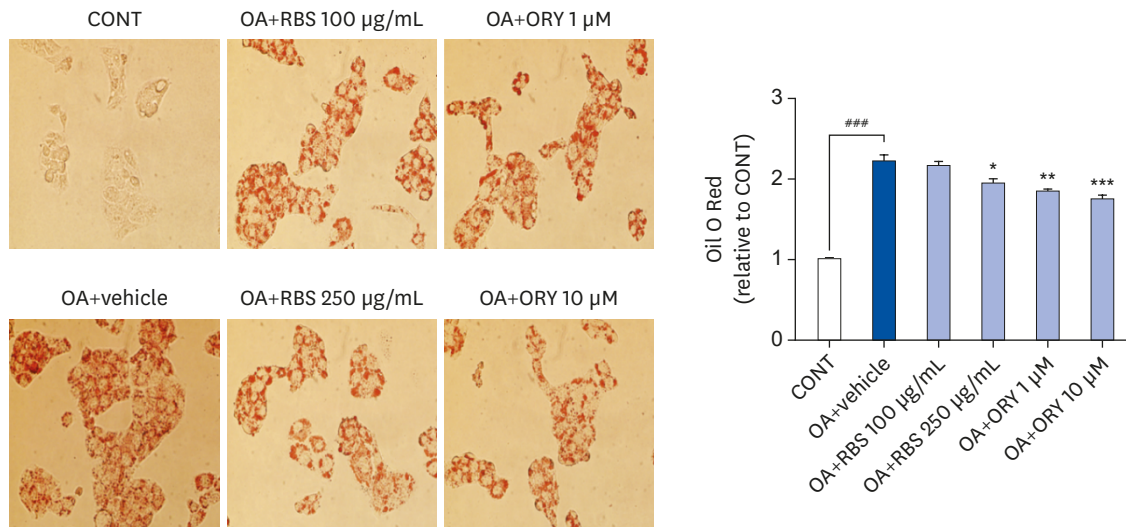 CONT
OA+RBS 100 µg/mL
OA+ORY 1 µM
OA+vehicle
OA+RBS 250 µg/mL
OA+ORY 10 µM
Oil O Red
(relative to CONT)
3
2
1
0
###
*
**
***
CONT
OA+vehicle
OA+RBS 100 µg/mL
OA+RBS 250 µg/mL
OA+ORY 1 µM
OA+ORY 10 µM